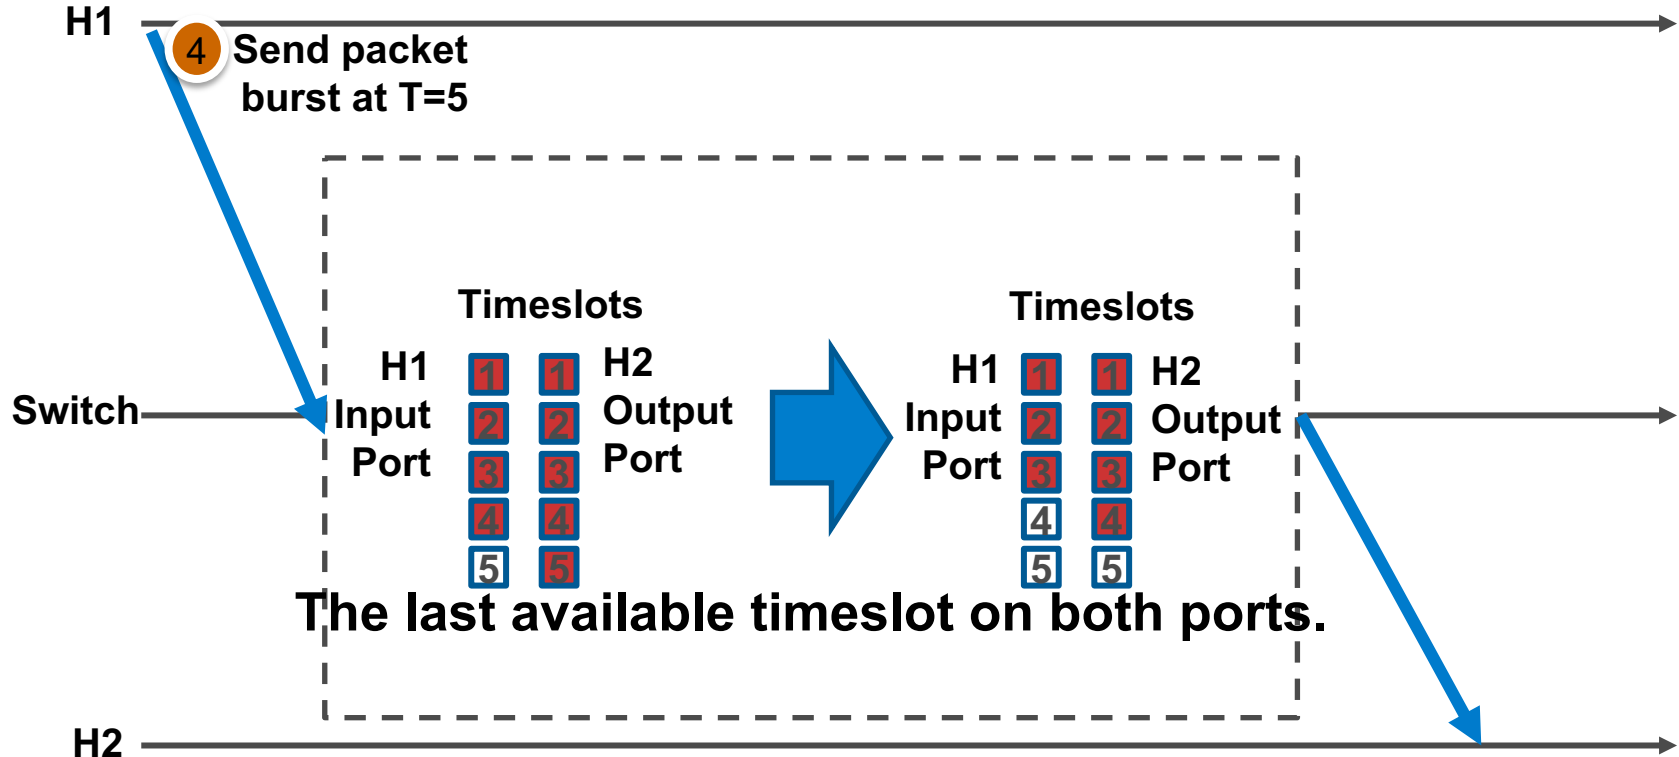 H1
4
Send packet
burst at T=5
Timeslots
H1
Input
Port
1 1
2 2
3 3
4 4
5 5
H2
Output
Port
Timeslots
H1
Input
Port
1 1
2 2
3 3
4 4
5 5
H2
Output
Port
Switch
The last available timeslot on both ports.
H2